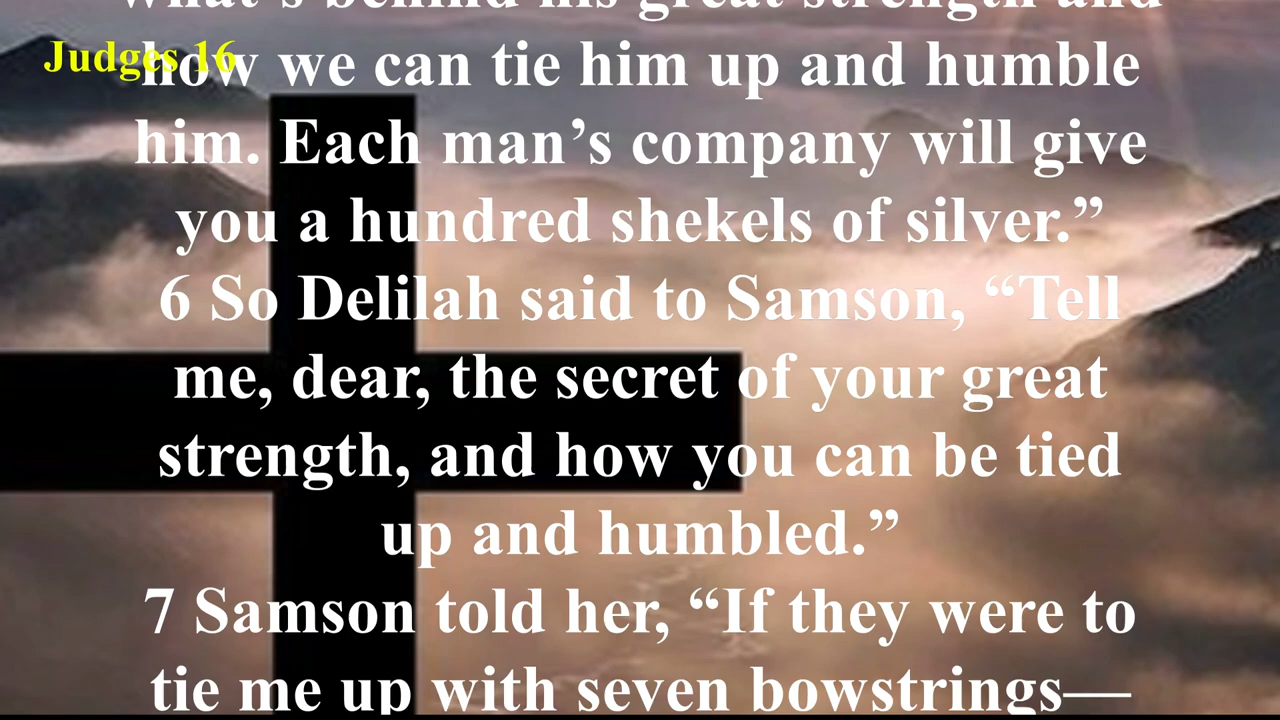 what’s behind his great strength and
Judges 16
how we can tie him up and humble
him. Each man’s company will give
you a hundred shekels of silver.”
6 So Delilah said to Samson, “Tell
me, dear, the secret of your great
strength, and how you can be tied
up and humbled.”
7 Samson told her, “If they were to
tie me up with seven bowstrings—